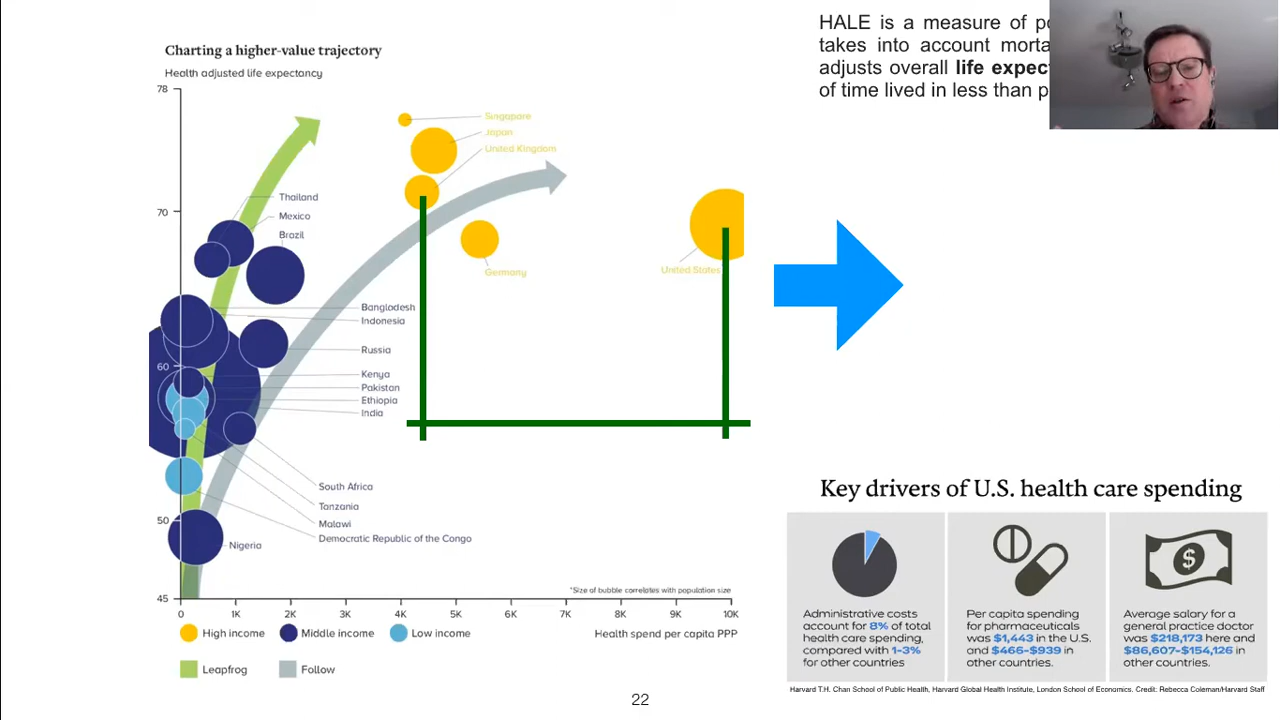 Charting a higher-value trajectory
Health adjusted life expectancy
78
70
60
50
45
0
1K
2K
3K
4K
5K
6K
7K
8K
9K
10K
Singapore
Japan
United Kingdom
Germany
United States
Thailand
Mexico
Brazil
Bangladesh
Indonesia
Russia
Kenya
Pakistan
Ethiopia
India
South Africa
Tanzania
Malawi
Democratic Republic of the Congo
Nigeria
*Size of bubble correlates with population size
Health spend per capita PPP
High income
Middle income
Low income
Leapfrog
Follow
HALE is a measure of
takes into account
adjusts overall life
of time lived in less than
Key drivers of U.S. health care spending
Administrative costs
account for 8% of total
health care spending,
compared with 1-3%
for other countries
Per capita spending
for pharmaceuticals
was $1,443 in the U.S.
and $466-$939 in
other countries.
Average salary for a
general practice doctor
was $218,173 here and
$86,607-$154,126 in
other countries.
Harvard T.H. Chan School of Public Health, Harvard Global Health Institute, London School of Economics. Credit: Rebecca Coleman/Harvard Staff
22